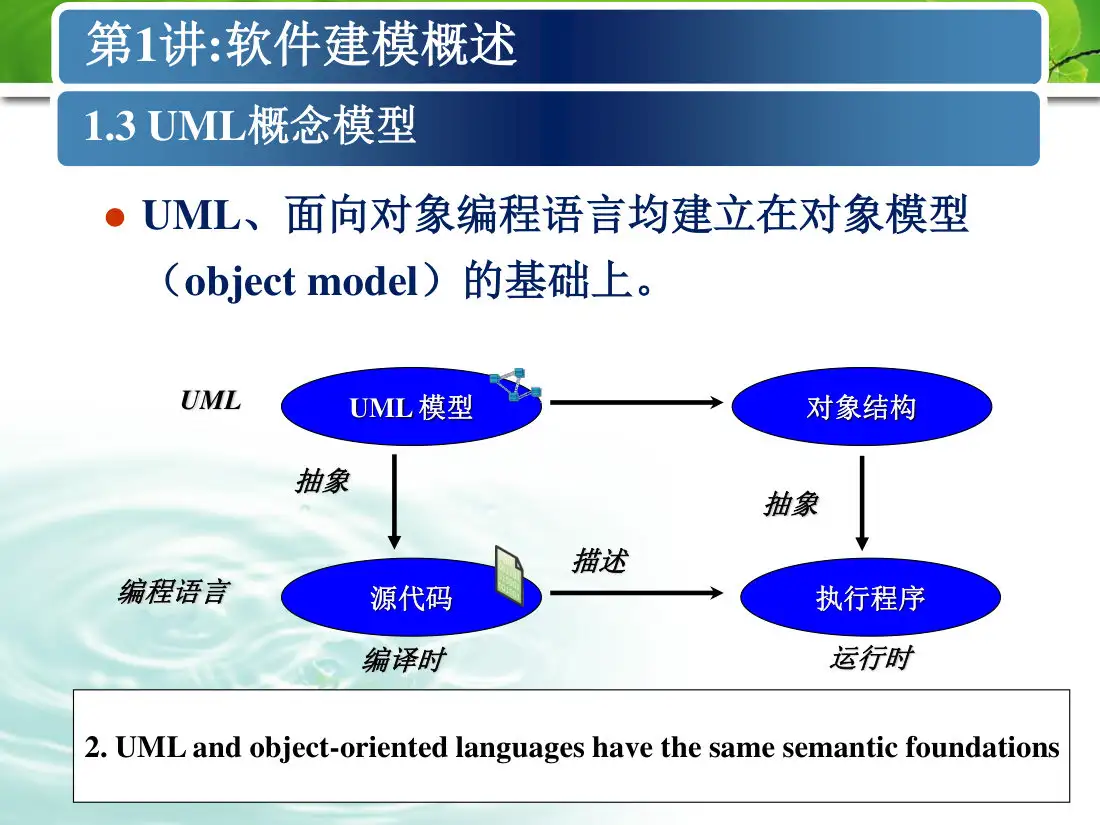 第1讲:软件建模概述
1.3 UML概念模型
UML、面向对象编程语言均建立在对象模型
（object model）的基础上。
UML
UML 模型
对象结构
抽象
抽象
描述
编程语言
源代码
执行程序
编译时
运行时
2. UML and object-oriented languages have the same semantic foundations